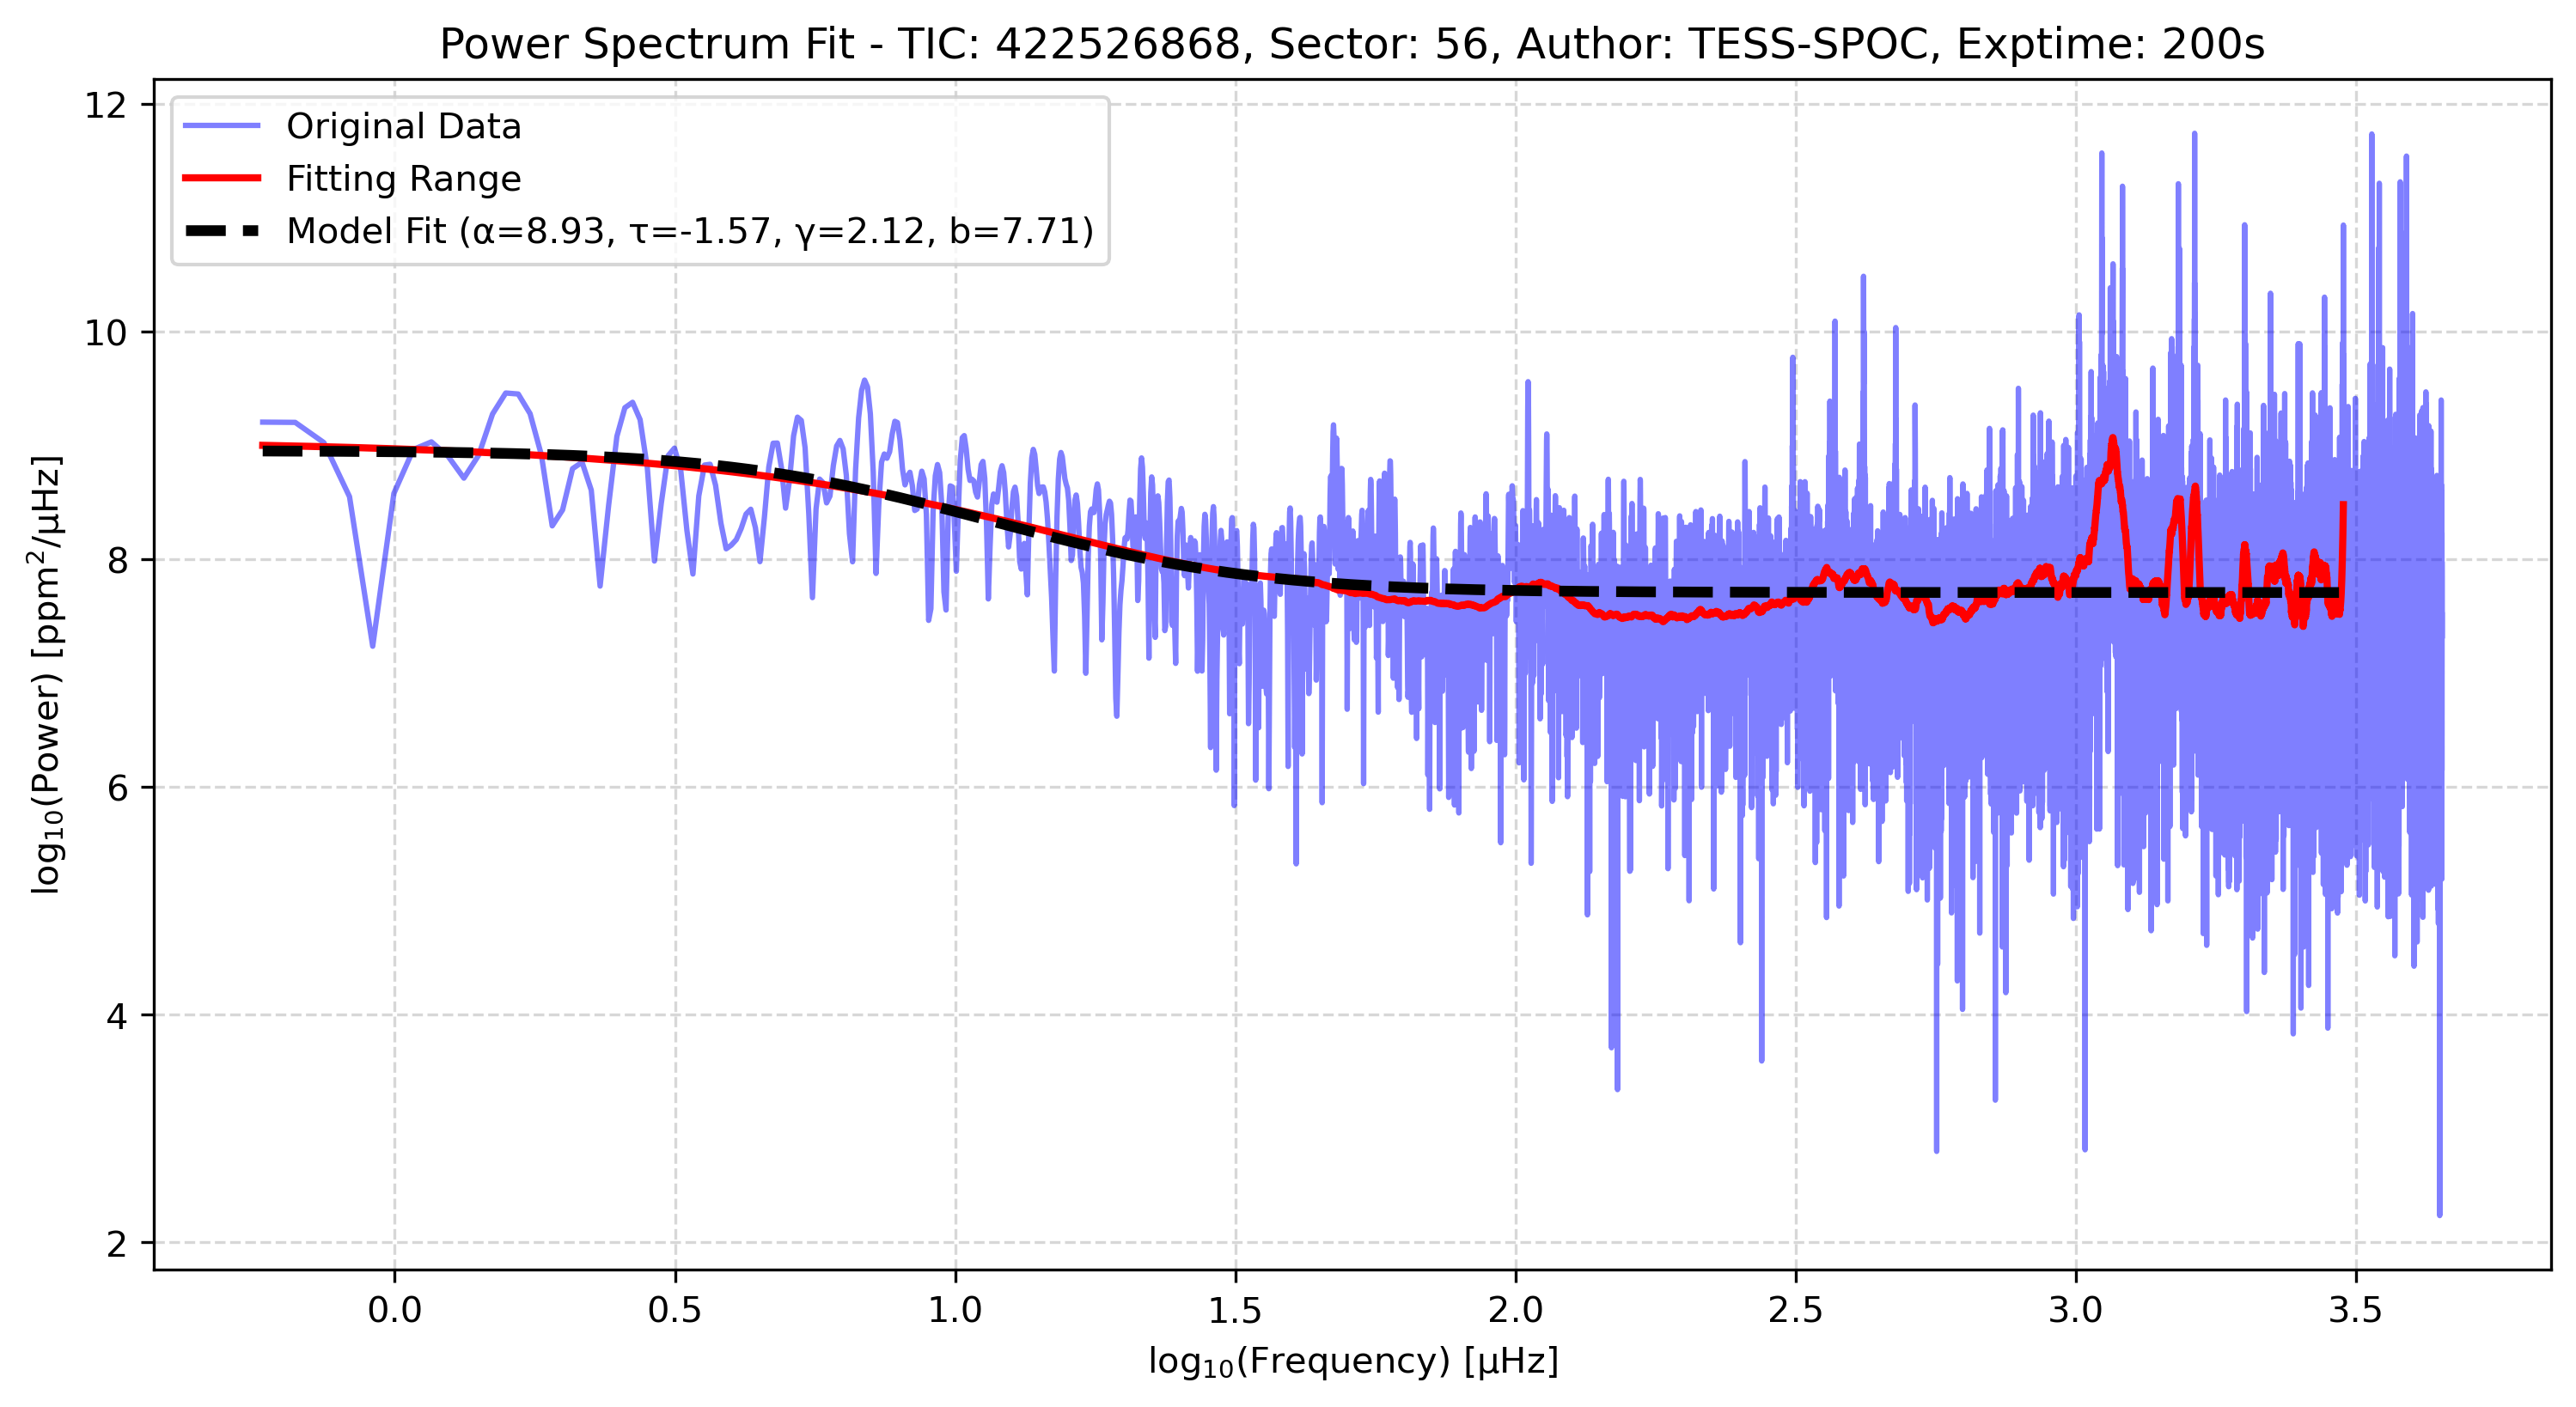 Power Spectrum Fit - TIC: 422526868, Sector: 56, Author: TESS-SPOC, Exptime: 200s
Original Data
Fitting Range
Model Fit (α=8.93, τ=-1.57, γ=2.12, b=7.71)
log₁₀(Power) [ppm²/μHz]
12
10
8
6
4
2
0.0 0.5 1.0 1.5 2.0 2.5 3.0 3.5
log₁₀(Frequency) [μHz]